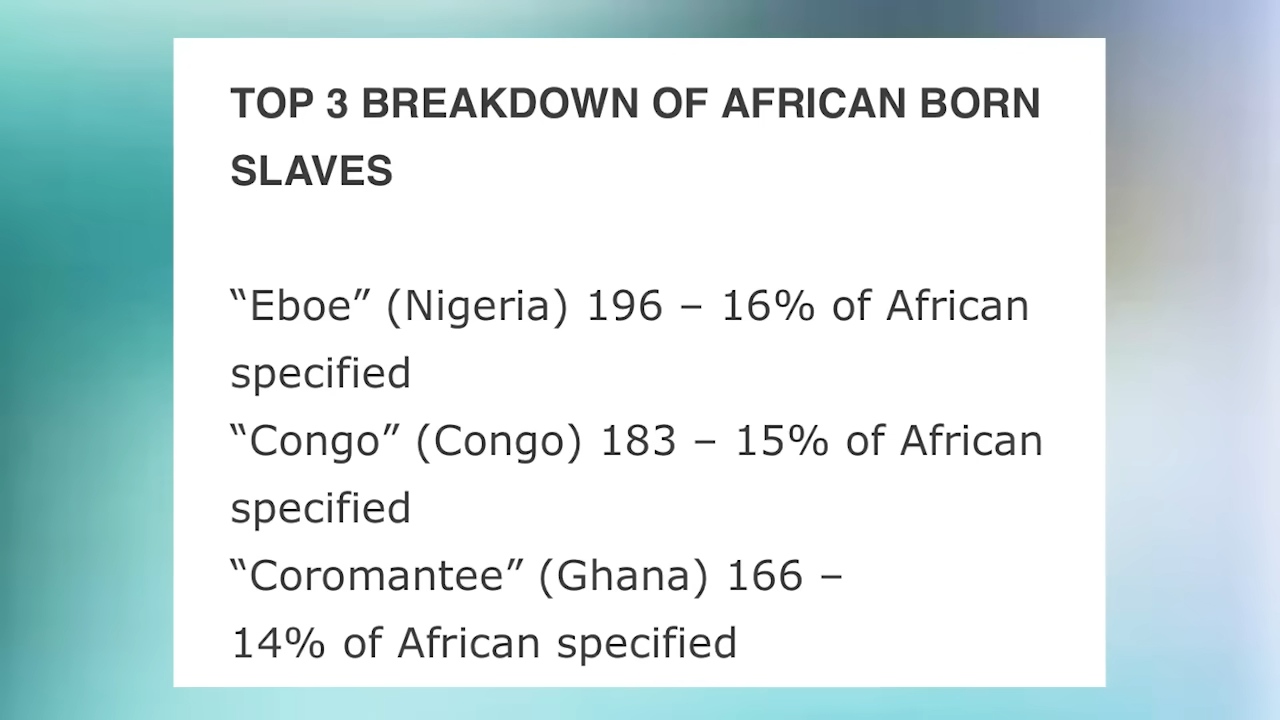 TOP 3 BREAKDOWN OF AFRICAN BORN
SLAVES
“Eboe” (Nigeria) 196 – 16% of African
specified
“Congo” (Congo) 183 – 15% of African
specified
“Coromantee” (Ghana) 166 –
14% of African specified